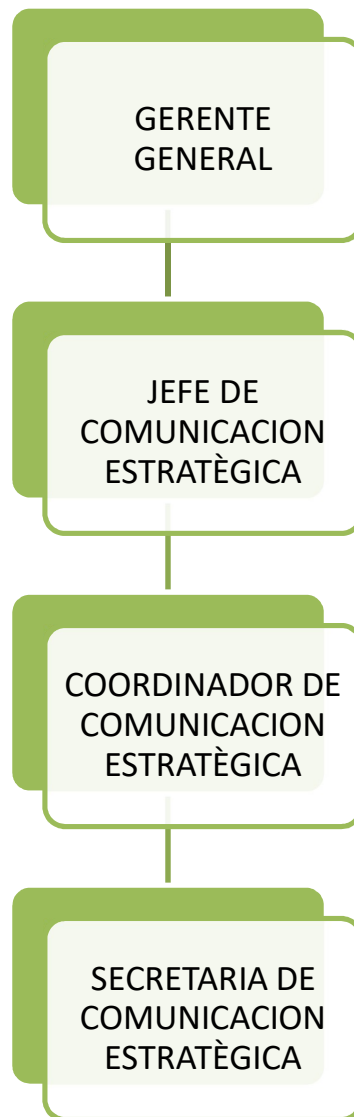 GERENTE
GENERAL
JEFE DE
COMUNICACION
ESTRATÈGICA
COORDINADOR DE
COMUNICACION
ESTRATÈGICA
SECRETARIA DE
COMUNICACION
ESTRATÈGICA